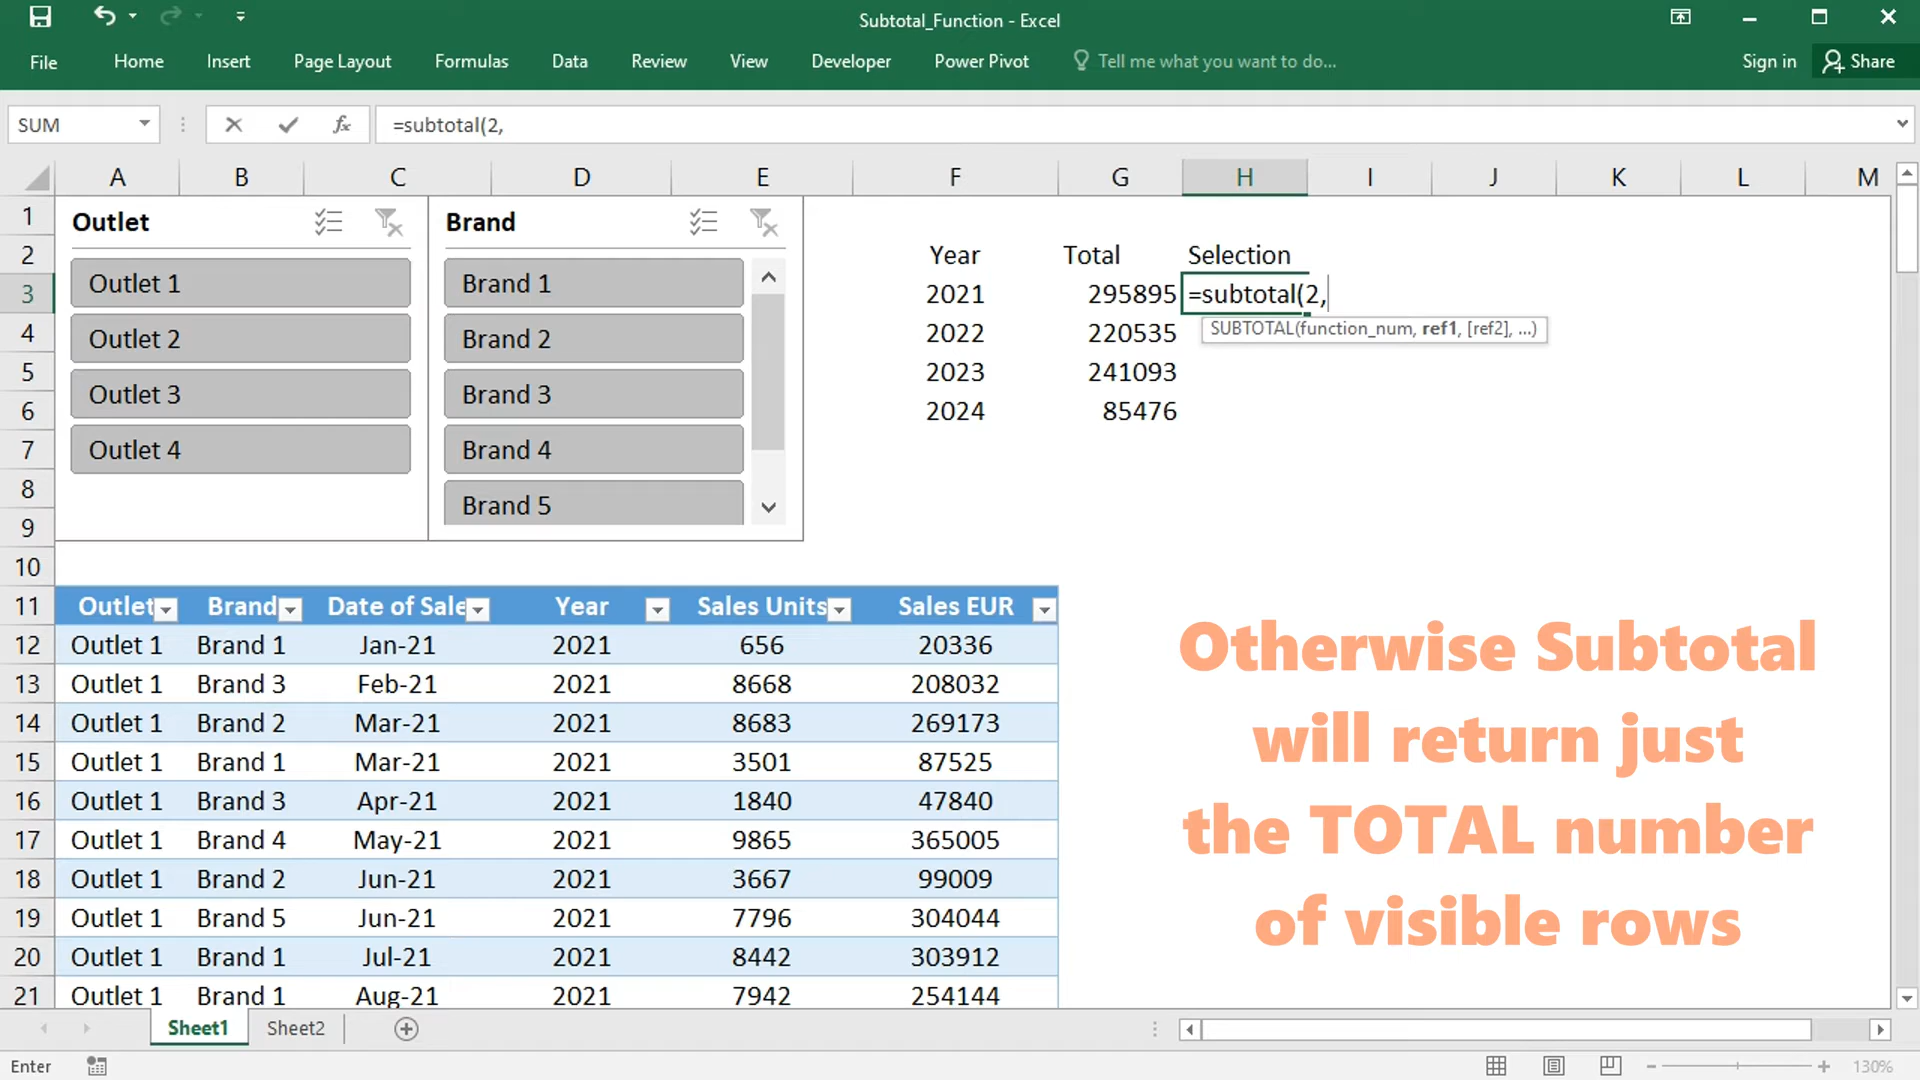 Subtotal_Function - Excel
File Home Insert Page Layout Formulas Data Review View Developer Power Pivot Tell me what you want to do... Sign in Share
SUM fx =subtotal(2,
A B C D E F G H I J K L M
1 Outlet Brand
2 Outlet 1 Brand 1 Year Total Selection
3 2021 295895 =subtotal(2,
4 Outlet 2 Brand 2 2022 220535 SUBTOTAL(function_num, ref1, [ref2], ...)
5 Outlet 3 Brand 3 2023 241093
6 2024 85476
7 Outlet 4 Brand 4
8 Brand 5
9
10
11 Outlet Brand Date of Sale Year Sales Units Sales EUR
12 Outlet 1 Brand 1 Jan-21 2021 656 20336
13 Outlet 1 Brand 3 Feb-21 2021 8668 208032
14 Outlet 1 Brand 2 Mar-21 2021 8683 269173
15 Outlet 1 Brand 1 Mar-21 2021 3501 87525
16 Outlet 1 Brand 3 Apr-21 2021 1840 47840
17 Outlet 1 Brand 4 May-21 2021 9865 365005
18 Outlet 1 Brand 2 Jun-21 2021 3667 99009
19 Outlet 1 Brand 5 Jun-21 2021 7796 304044
20 Outlet 1 Brand 1 Jul-21 2021 8442 303912
21 Outlet 1 Brand 1 Aug-21 2021 7942 254144
Otherwise Subtotal
will return just
the TOTAL number
of visible rows
Sheet1 Sheet2
Enter 130%